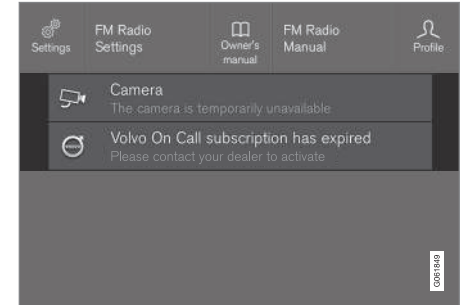 Settings
FM Radio
Settings
Owner's
manual
FM Radio
Manual
Profile
Camera
The camera is temporarily unavailable
Volvo On Call subscription has expired
Please contact your dealer to activate
G061849